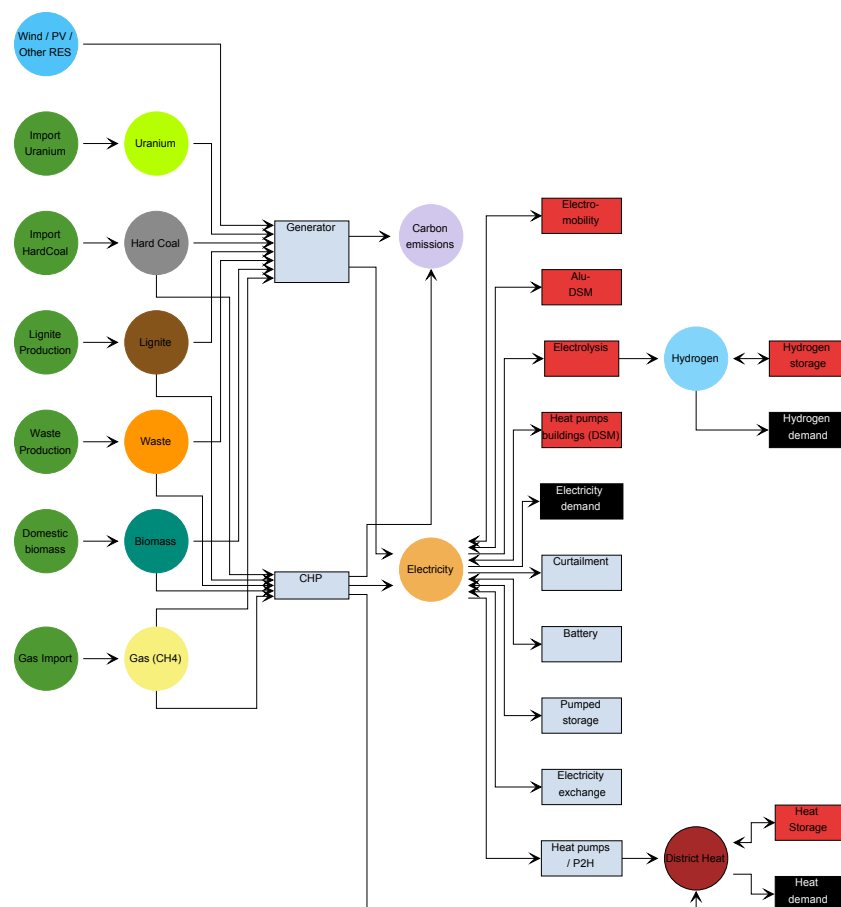 Wind / PV /
Other RES
Import
Uranium
Uranium
Import
HardCoal
Hard Coal
Lignite
Production
Lignite
Waste
Production
Waste
Domestic
biomass
Biomass
Gas Import
Gas (CH4)
Generator
CHP
Carbon
emissions
Electricity
Electro-
mobility
Alu-
DSM
Electrolysis
Heat pumps
buildings (DSM)
Electricity
demand
Curtailment
Battery
Pumped
storage
Electricity
exchange
Heat pumps
/ P2H
Hydrogen
Hydrogen
storage
Hydrogen
demand
District Heat
Heat
Storage
Heat
demand